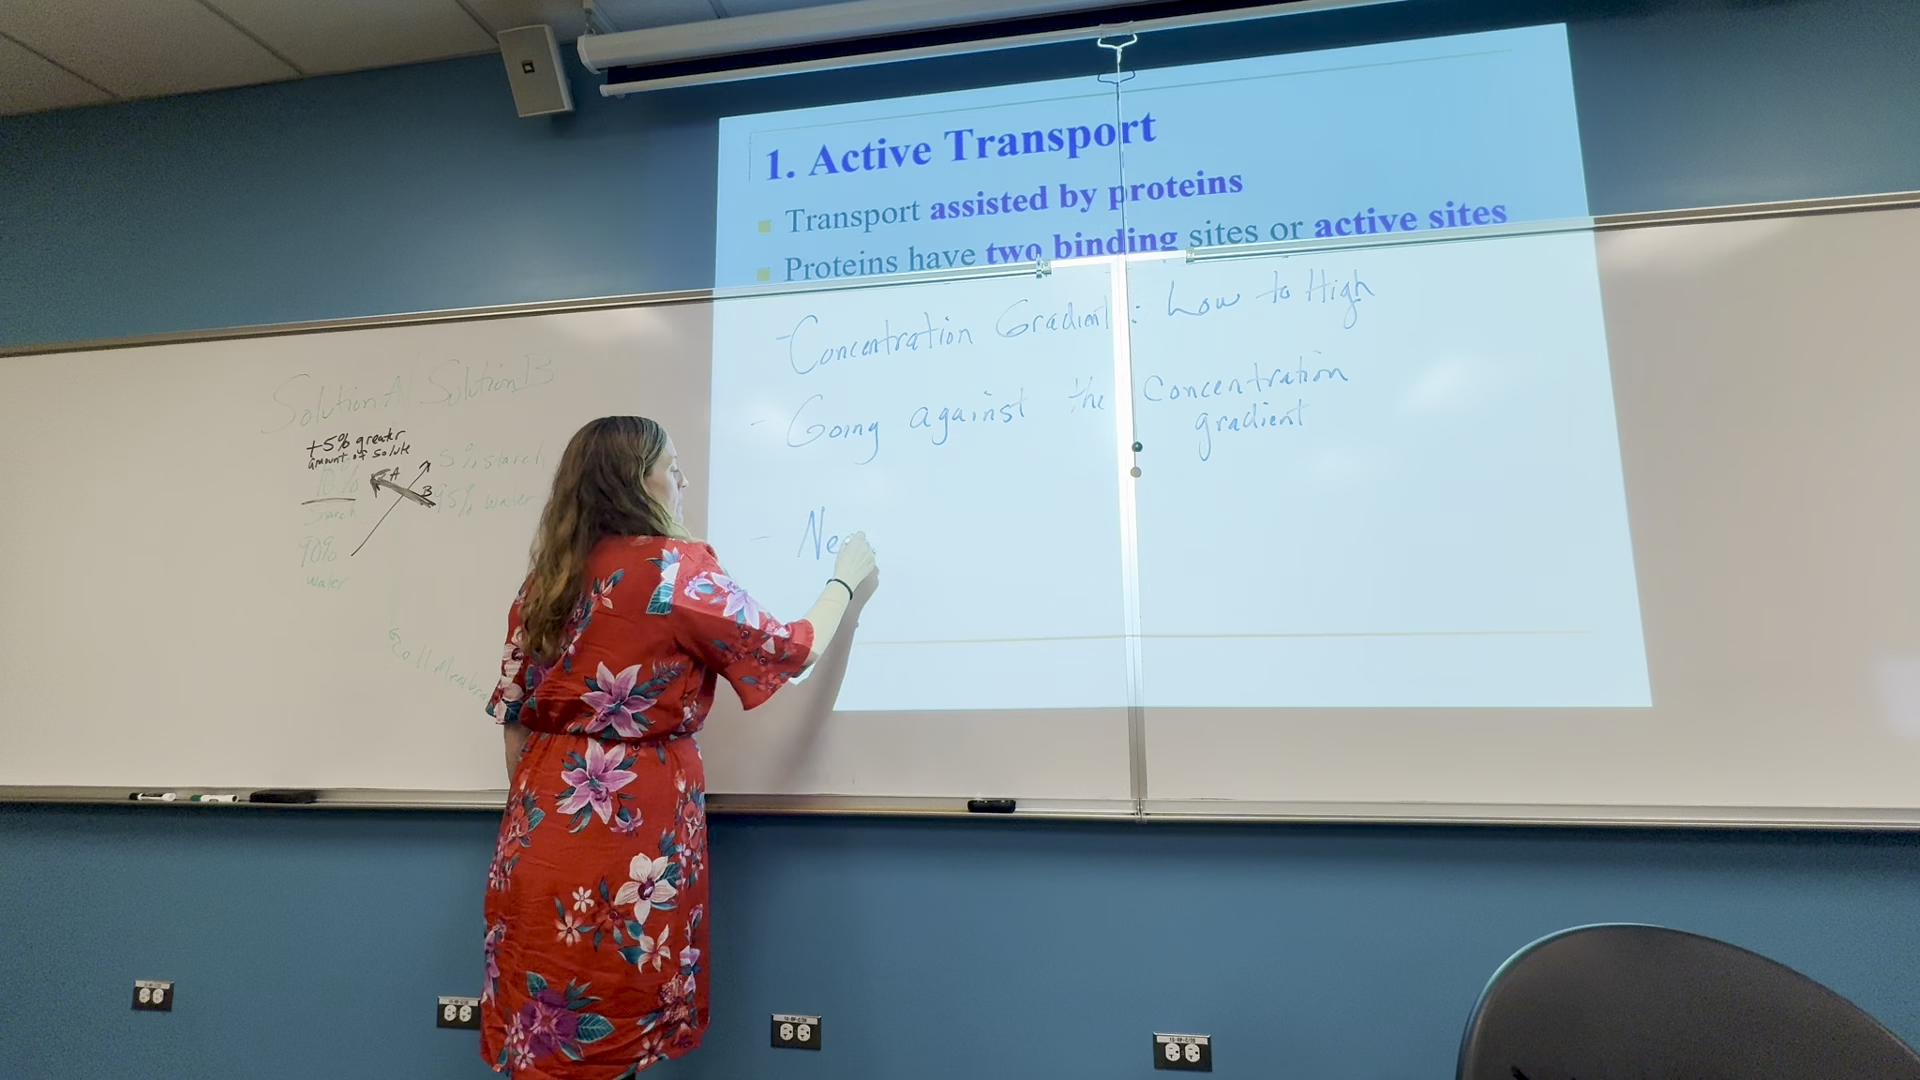 1. Active Transport
Transport assisted by proteins
Proteins have two binding sites or active sites
- Concentration Gradient : Low to High
- Going against the Concentration
gradient
- Ne
Solution A Solution B
+5% greater
amount of solute
10%
Starch
90%
water
A
B
5% starch
95% water
Cell Membra